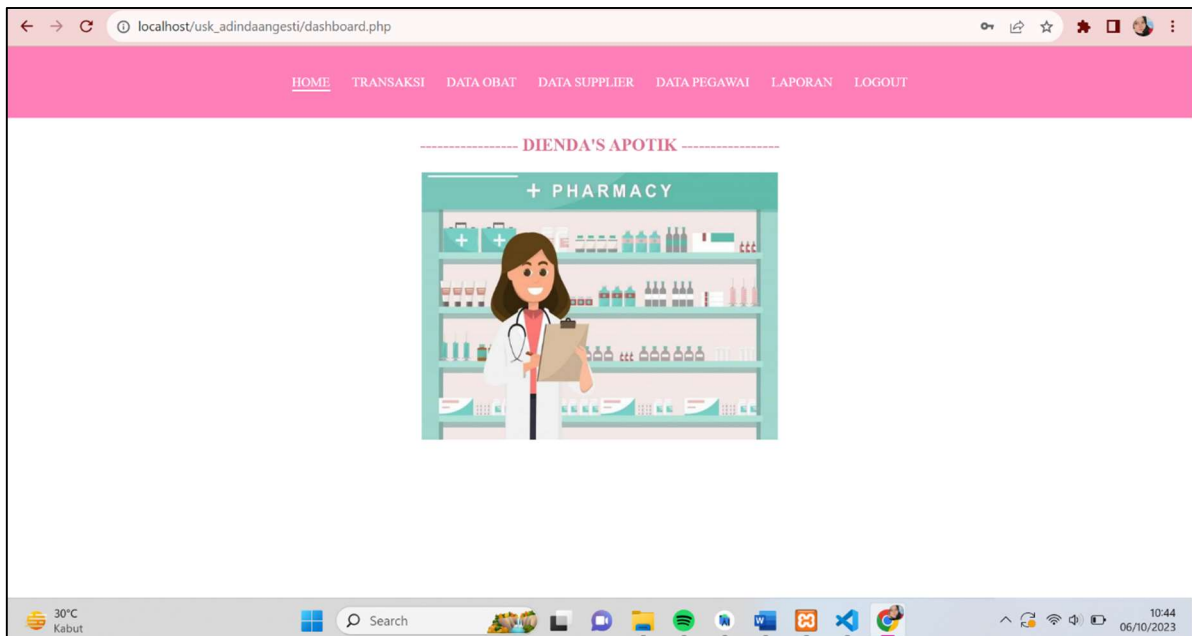 localhost/usk_adindaangesti/dashboard.php
HOME TRANSAKSI DATA OBAT DATA SUPPLIER DATA PEGAWAI LAPORAN LOGOUT
----------------- DIENDA'S APOTIK -----------------
+ PHARMACY
30°C
Kabut
Search
10:44
06/10/2023